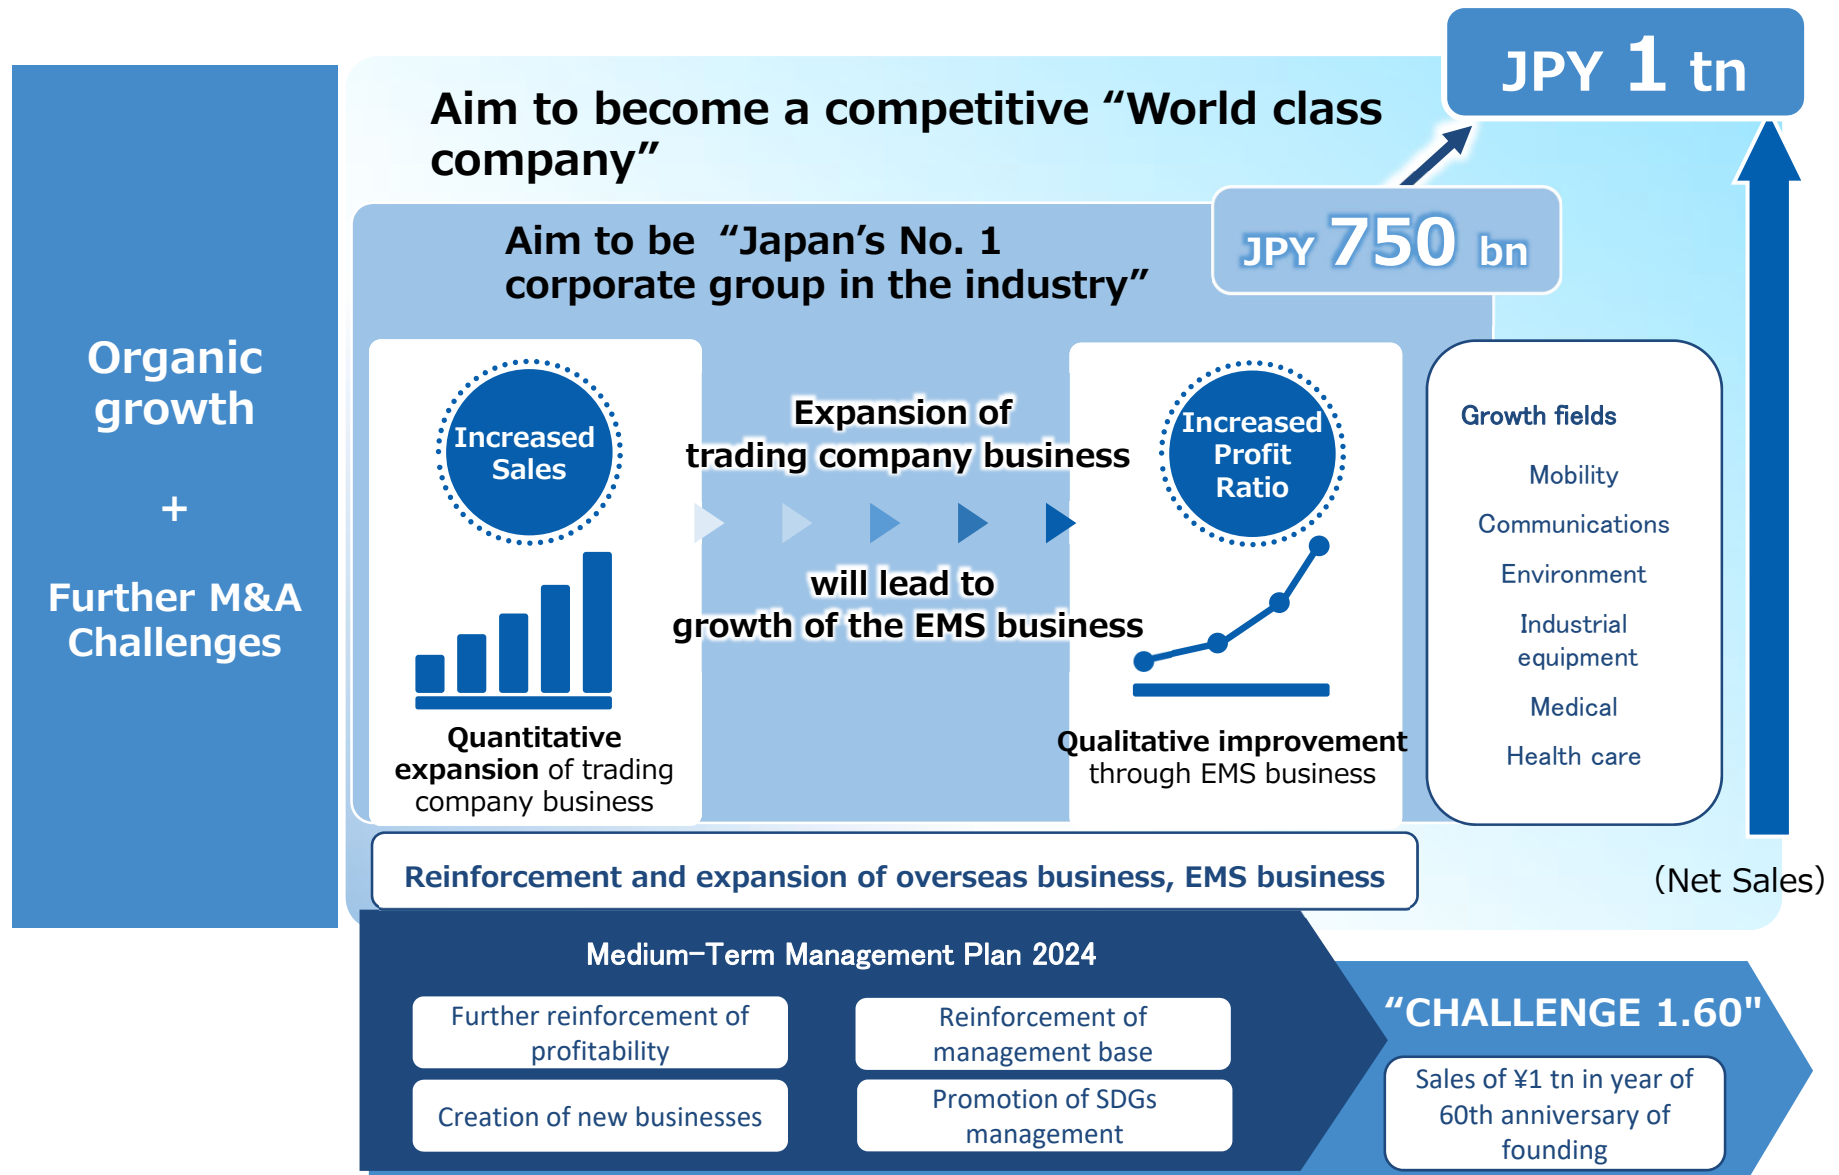 JPY 1 tn
Aim to become a competitive “World class
company”
Aim to be “Japan’s No. 1
corporate group in the industry”
JPY 750 bn
Organic
growth
+
Further M&A
Challenges
Increased
Sales
Quantitative
expansion of trading
company business
Expansion of
trading company business
will lead to
growth of the EMS business
Increased
Profit
Ratio
Qualitative improvement
through EMS business
Growth fields
Mobility
Communications
Environment
Industrial
equipment
Medical
Health care
Reinforcement and expansion of overseas business, EMS business
（Net Sales）
Medium−Term Management Plan 2024
Further reinforcement of
profitability
Reinforcement of
management base
Creation of new businesses
Promotion of SDGs
management
“CHALLENGE 1.60"
Sales of ¥1 tn in year of
60th anniversary of
founding